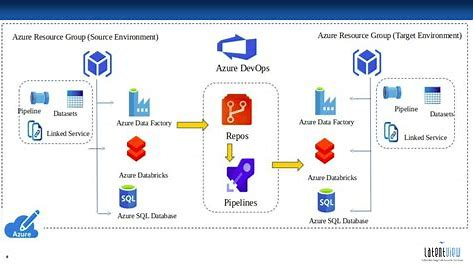 Azure Resource Group (Source Environment)
Azure Resource Group (Target Environment)
Azure DevOps
Pipeline
Datasets
Linked Service
Azure Data Factory
Azure Databricks
SQL
Azure SQL Database
Repos
Pipelines
Azure Data Factory
Azure Databricks
SQL
Azure SQL Database
Pipeline
Datasets
Linked Service
Azure
LatentView